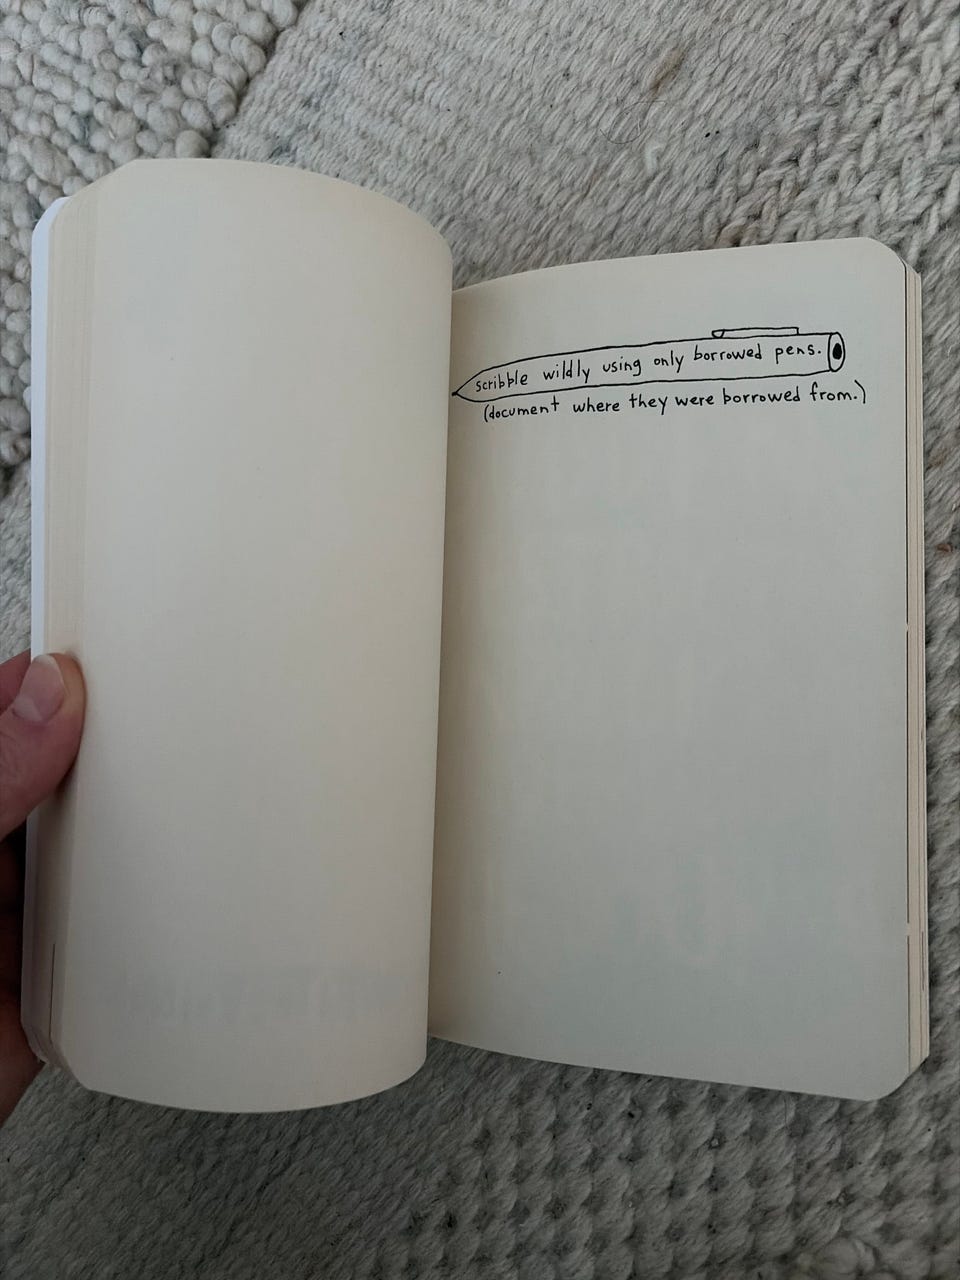 scribble wildly using only borrowed pens.
(document where they were borrowed from.)